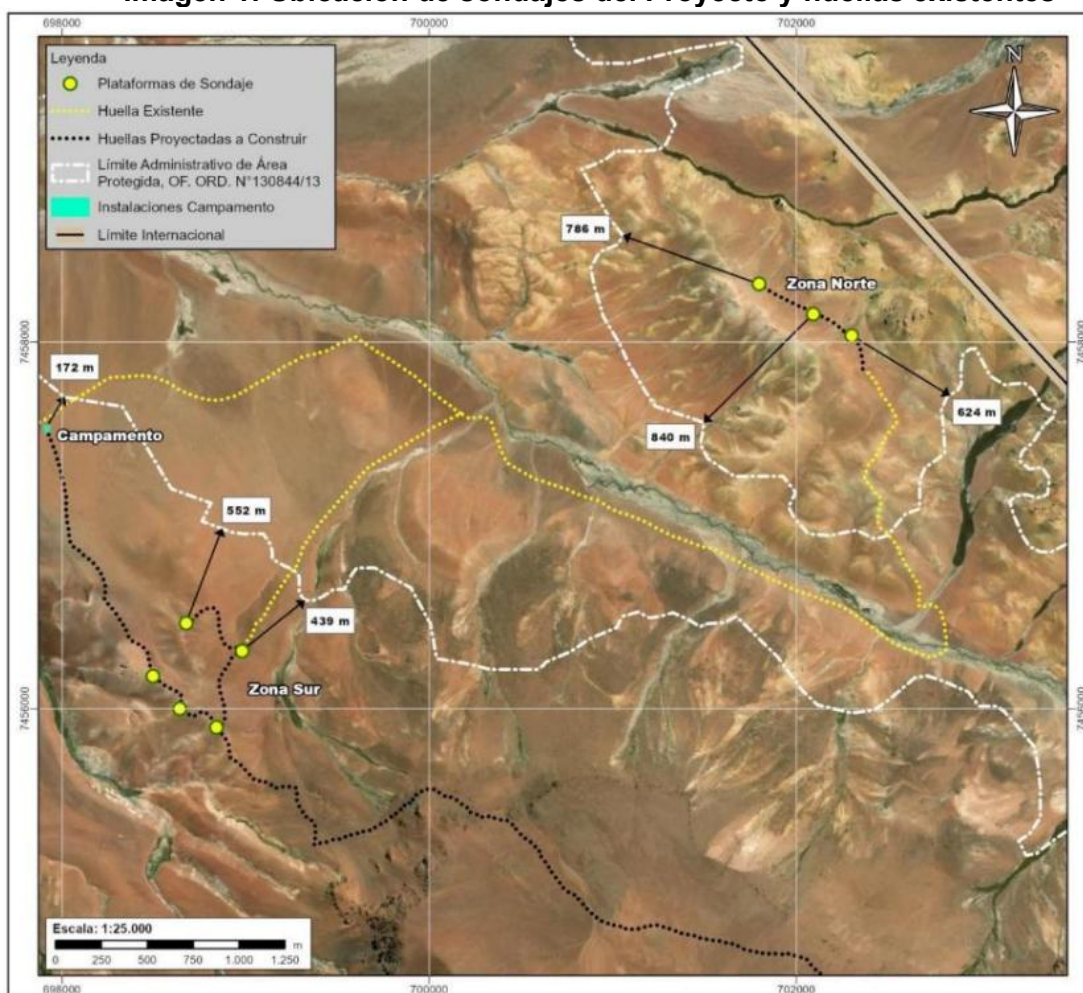 Imagen 1. Ubicación de sondajes del Proyecto y huellas existentes
698000
700000
702000
Leyenda
Plataformas de Sondaje
Huella Existente
Huellas Proyectadas a Construir
Límite Administrativo de Área
Protegida, OF. ORD. N°130844/13
Instalaciones Campamento
Límite Internacional
N
786 m
Zona Norte
7458000
7458000
172 m
624 m
840 m
Campamento
552 m
439 m
Zona Sur
7456000
7456000
Escala: 1:25.000
0 250 500 750 1.000 1.250 m
698000
700000
702000